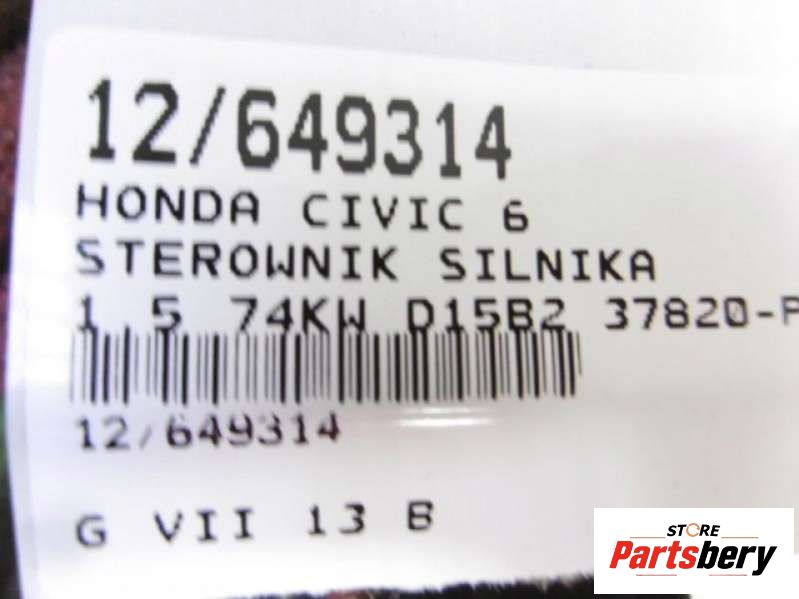 12/649314
HONDA CIVIC 6
STEROWNIK SILNIKA
1.5 74KW D15B2 37820-P
12/649314
G VII 13 B
STORE
Partsbery